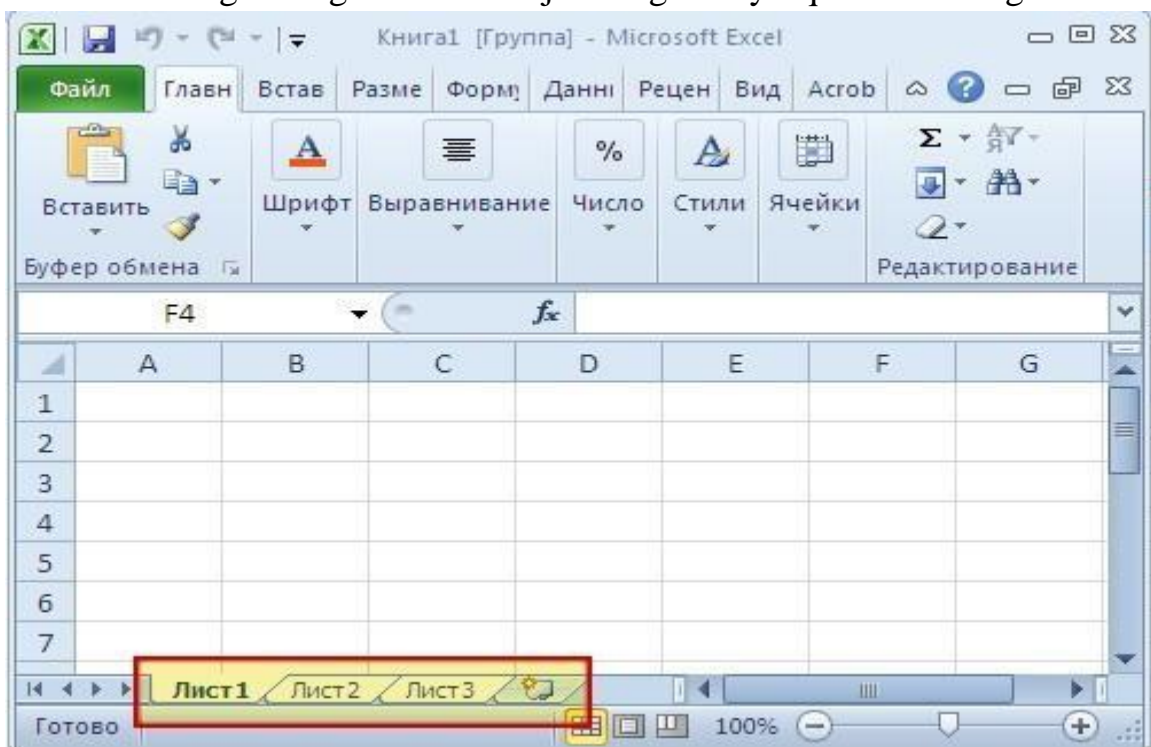 Книга1 [Группа] - Microsoft Excel
Файл Главн Встав Разме Форму Данні Рецен Вид Acrob
Вставить Шрифт Выравнивание Число Стили Ячейки
Буфер обмена Редактирование
F4 fx
A B C D E F G
1
2
3
4
5
6
7
Лист1 Лист2 Лист3
Готово 100%